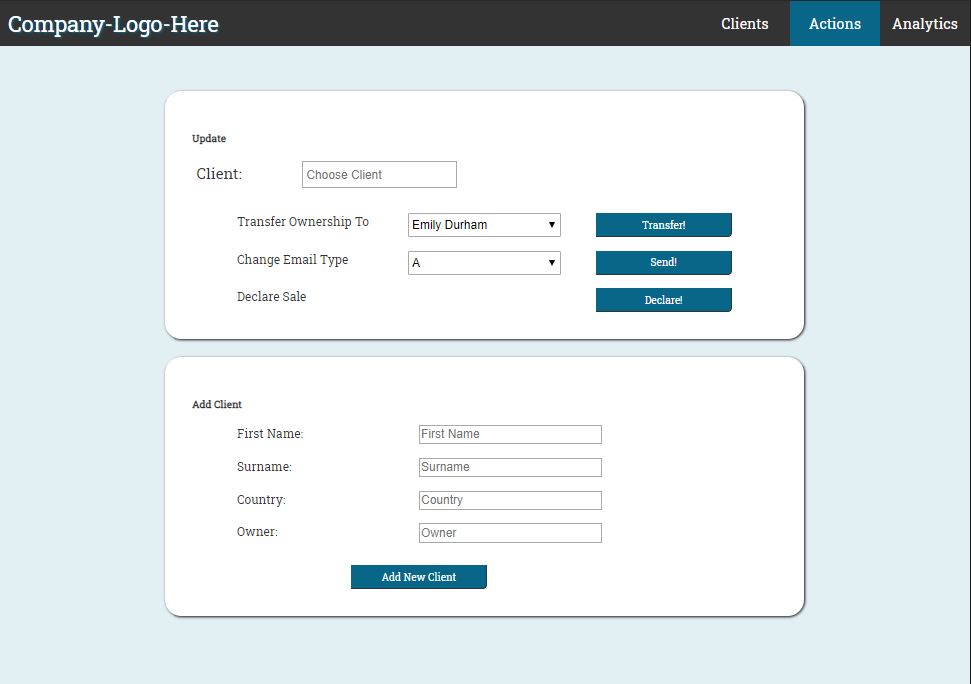 Company-Logo-Here Clients Actions Analytics
Update
Client: Choose Client
Transfer Ownership To Emily Durham Transfer!
Change Email Type A Send!
Declare Sale Declare!
Add Client
First Name: First Name
Surname: Surname
Country: Country
Owner: Owner
Add New Client